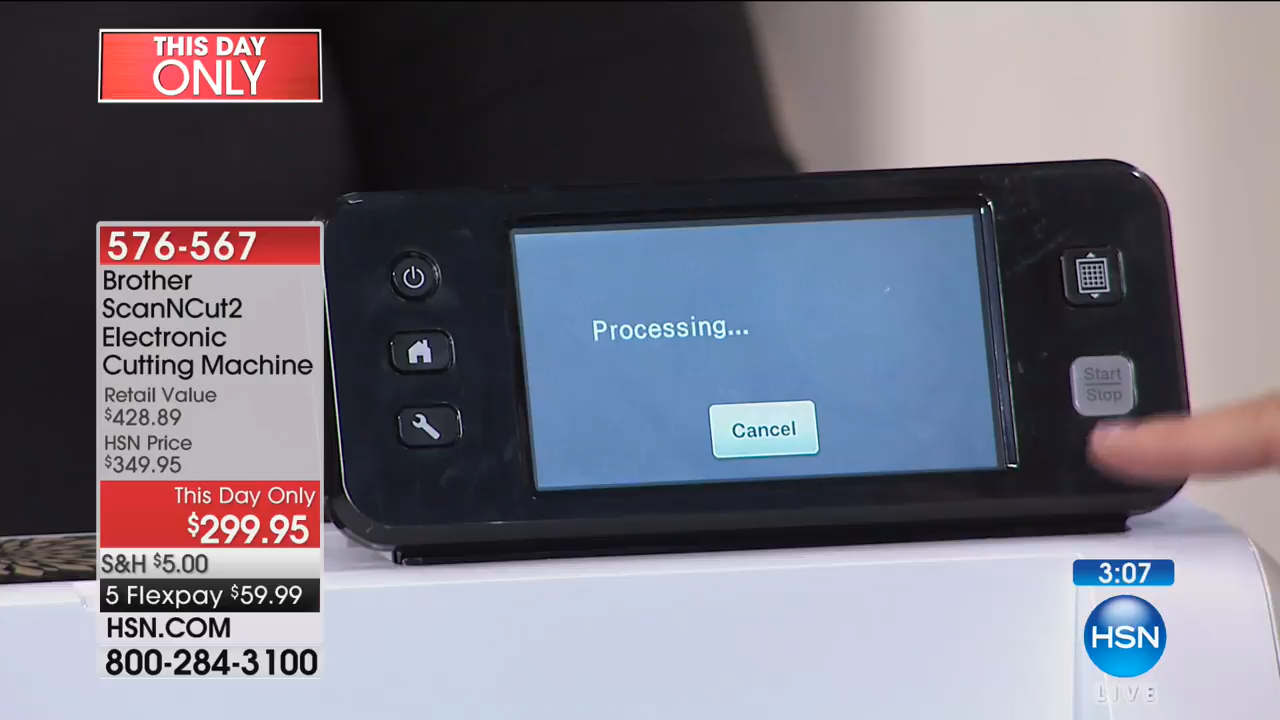 THIS DAY
ONLY
576-567
Brother
ScanNCut2
Electronic
Cutting Machine
Retail Value
$428.89
HSN Price
$349.95
This Day Only
$299.95
S&H $5.00
5 Flexpay $59.99
HSN.COM
800-284-3100
Processing...
Cancel
Start
Stop
3:07
HSN
LIVE